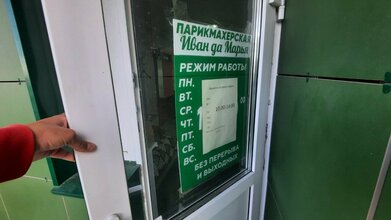 ПАРИКМАХЕРСКАЯ
Иван да Марья
РЕЖИМ РАБОТЫ
ПН.
ВТ.
СР.
ЧТ.
ПТ.
СБ.
ВС.
БЕЗ ПЕРЕРЫВА
И ВЫХОДНЫХ